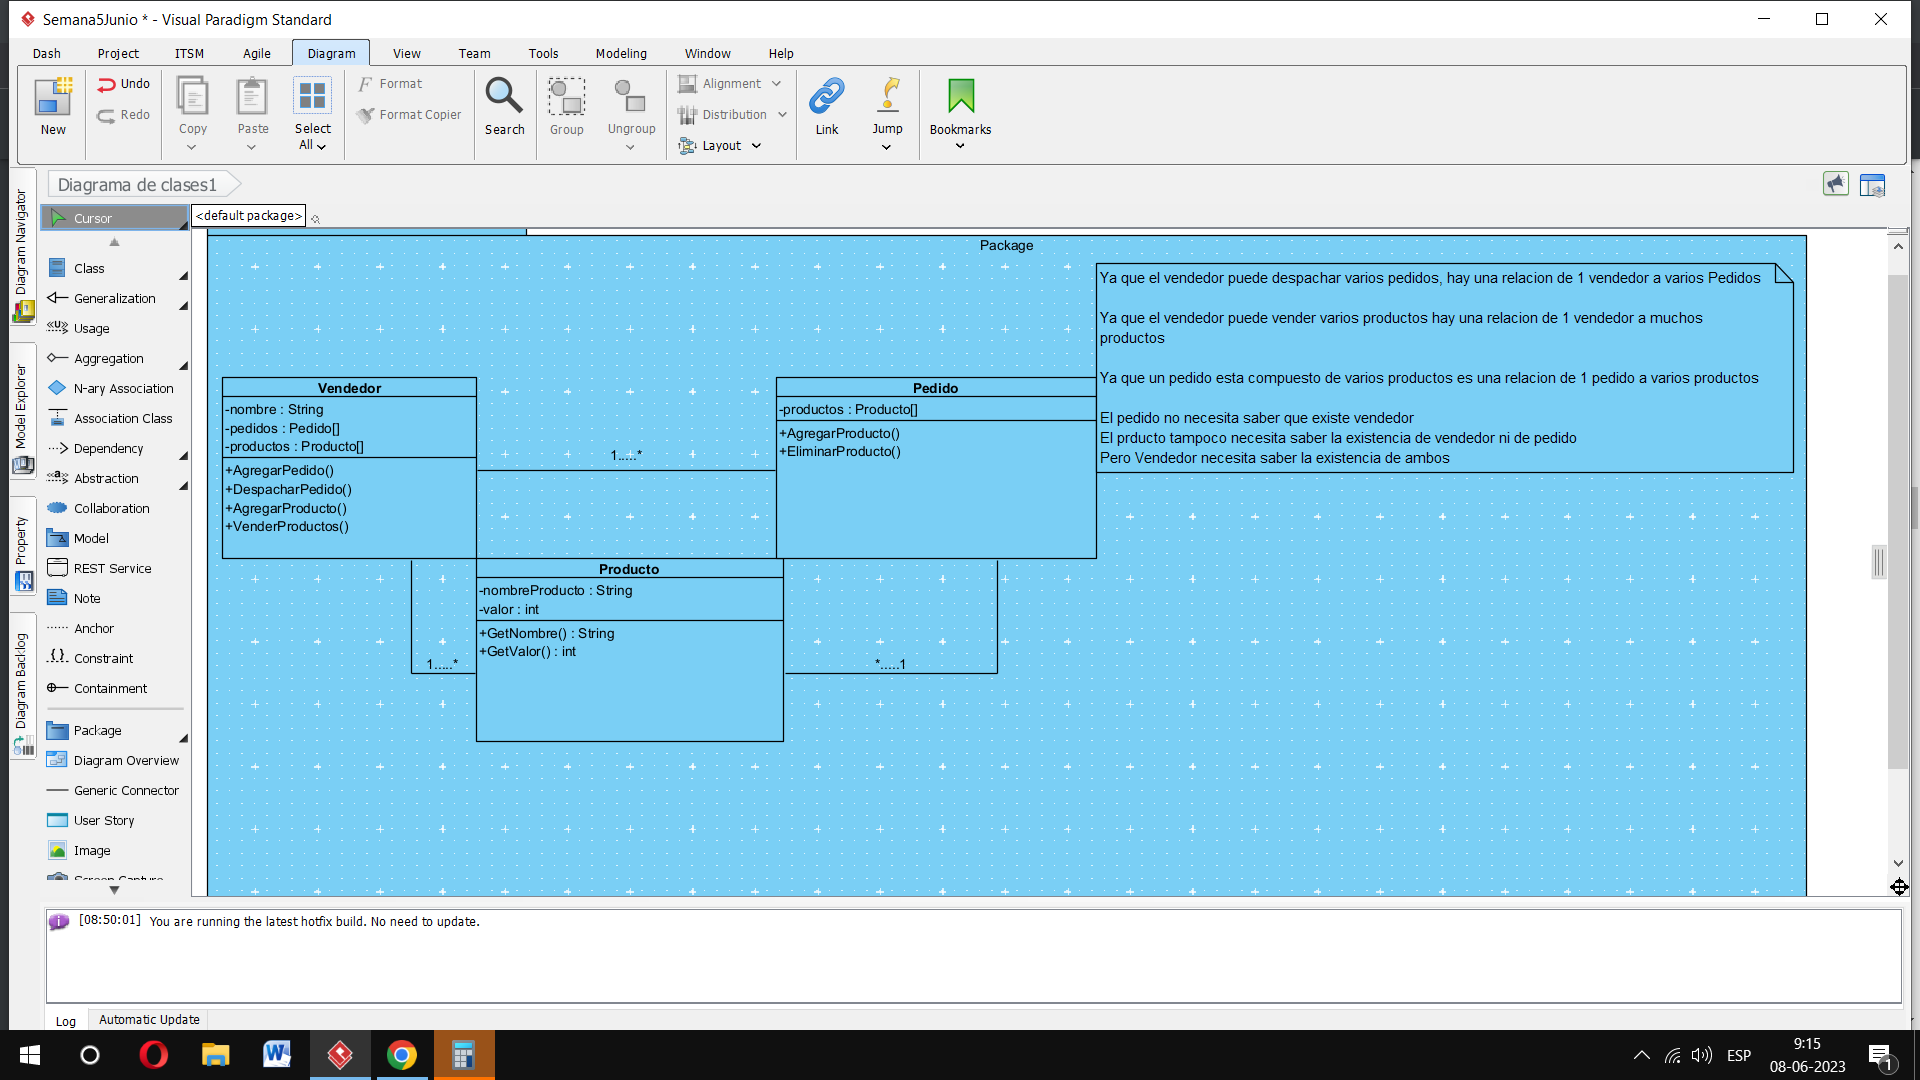 Semana5Junio * - Visual Paradigm Standard
Dash Project ITSM Agile Diagram View Team Tools Modeling Window Help
New
Undo
Redo
Copy
Paste
Select
All
Format
Format Copier
Search
Group
Ungroup
Alignment
Distribution
Layout
Link
Jump
Bookmarks
Diagrama de clases1
Diagram Navigator
Model Explorer
Property
Diagram Backlog
Cursor
Class
Generalization
Usage
Aggregation
N-ary Association
Association Class
Dependency
Abstraction
Collaboration
Model
REST Service
Note
Anchor
Constraint
Containment
Package
Diagram Overview
Generic Connector
User Story
Image
Screen Capture
<default package>
Package
Ya que el vendedor puede despachar varios pedidos, hay una relacion de 1 vendedor a varios Pedidos
Ya que el vendedor puede vender varios productos hay una relacion de 1 vendedor a muchos
productos
Ya que un pedido esta compuesto de varios productos es una relacion de 1 pedido a varios productos
El pedido no necesita saber que existe vendedor
El prducto tampoco necesita saber la existencia de vendedor ni de pedido
Pero Vendedor necesita saber la existencia de ambos
Vendedor
-nombre : String
-pedidos : Pedido[]
-productos : Producto[]
+AgregarPedido()
+DespacharPedido()
+AgregarProducto()
+VenderProductos()
1.....*
Pedido
-productos : Producto[]
+AgregarProducto()
+EliminarProducto()
Producto
-nombreProducto : String
-valor : int
+GetNombre() : String
+GetValor() : int
1.....*
*.....1
[08:50:01] You are running the latest hotfix build. No need to update.
Log Automatic Update
ESP
9:15
08-06-2023
1